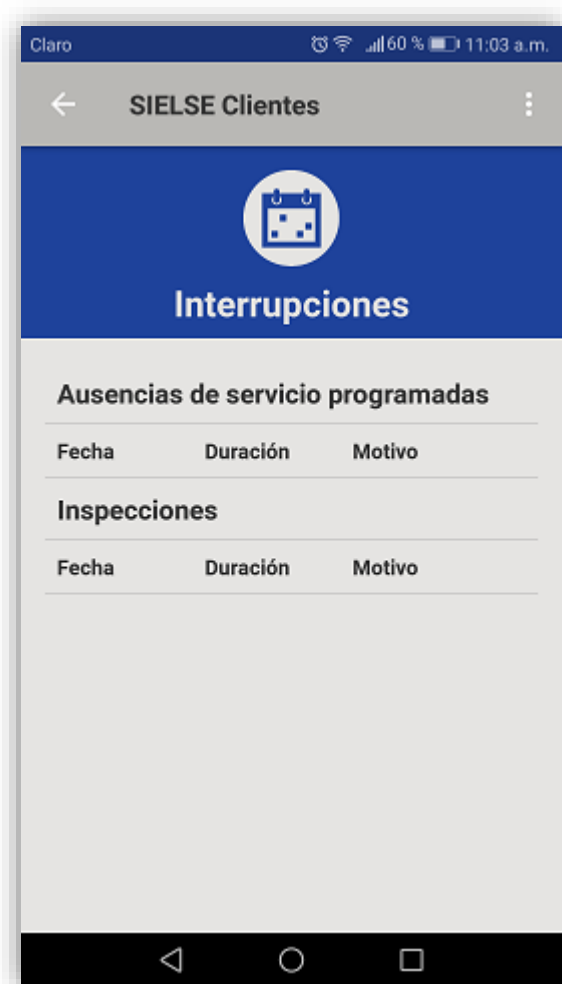 Claro 60 % 11:03 a.m.
SIELSE Clientes
Interrupciones
Ausencias de servicio programadas
Fecha Duración Motivo
Inspecciones
Fecha Duración Motivo